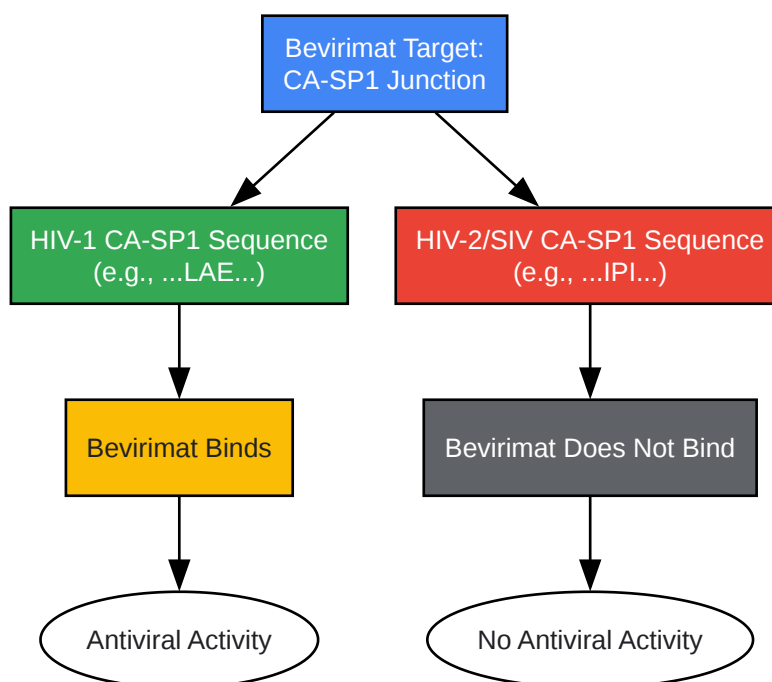 Bevirimat Target:
CA-SP1 Junction
HIV-1 CA-SP1 Sequence
(e.g., ...LAE...)
HIV-2/SIV CA-SP1 Sequence
(e.g., ...IPI...)
Bevirimat Binds
Bevirimat Does Not Bind
Antiviral Activity
No Antiviral Activity